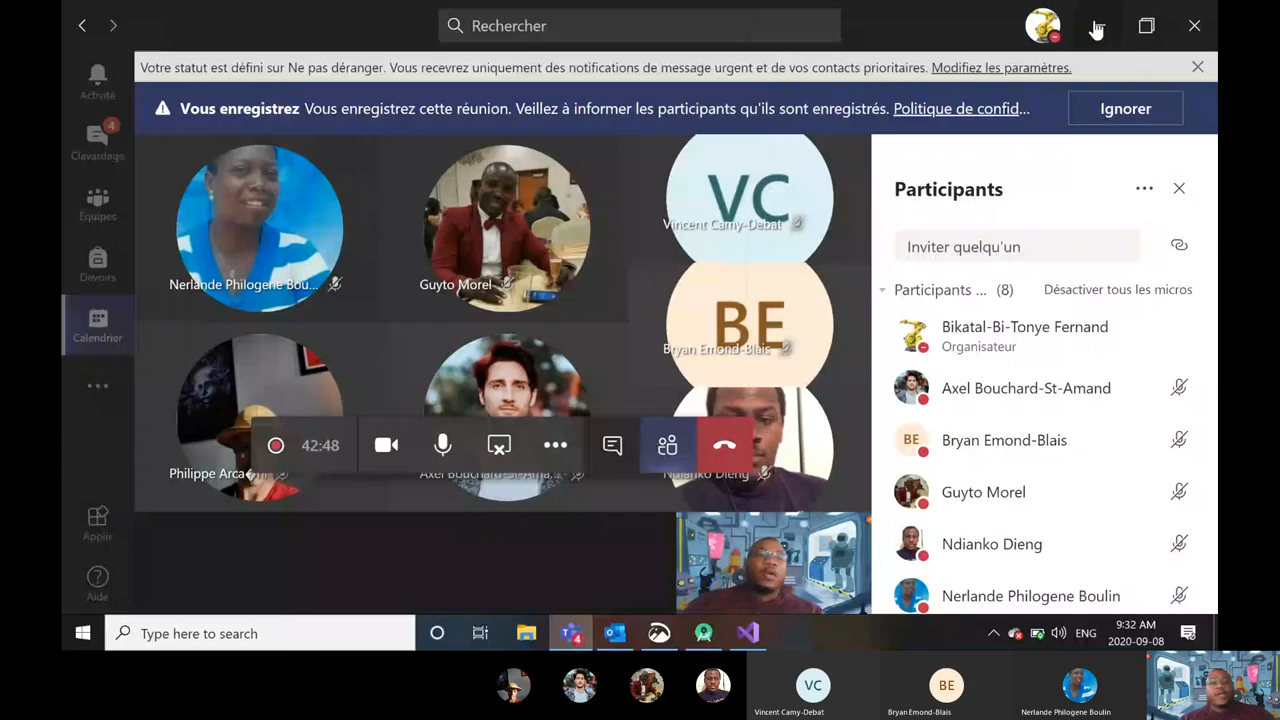 Rechercher
Votre statut est défini sur Ne pas déranger. Vous recevrez uniquement des notifications de message urgent et de vos contacts prioritaires. Modifiez les paramètres.
Vous enregistrez Vous enregistrez cette réunion. Veillez à informer les participants qu'ils sont enregistrés. Politique de confid... Ignorer
Activité
4
Clavardage
Équipes
Devoirs
Calendrier
Applis
Aide
Nerlande Philogene Bou...
Guyto Morel
VC
Vincent Camy-Debat
BE
Bryan Emond-Blais
Philippe Arca�
Axel Bouchard-St-Ama...
Ndianko Dieng
42:48
Participants
Inviter quelqu'un
Participants ... (8) Désactiver tous les micros
Bikatal-Bi-Tonye Fernand
Organisateur
Axel Bouchard-St-Amand
BE Bryan Emond-Blais
Guyto Morel
Ndianko Dieng
Nerlande Philogene Boulin
Type here to search
4
ENG
9:32 AM
2020-09-08
VC
Vincent Camy-Debat
BE
Bryan Emond-Blais
Nerlande Philogene Boulin